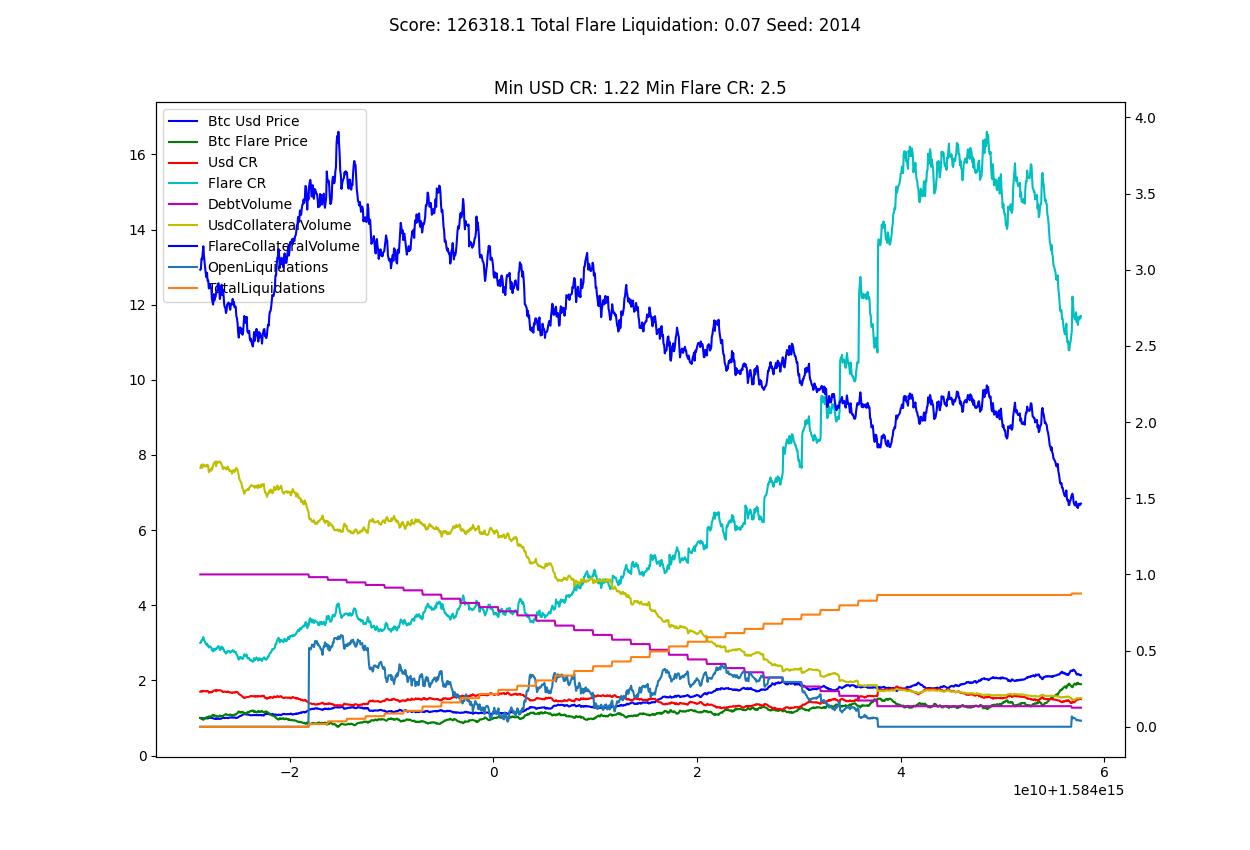 Score: 126318.1 Total Flare Liquidation: 0.07 Seed: 2014
Min USD CR: 1.22 Min Flare CR: 2.5
Btc Usd Price
Btc Flare Price
Usd CR
Flare CR
DebtVolume
UsdCollateralVolume
FlareCollateralVolume
OpenLiquidations
TotalLiquidations
16
14
12
10
8
6
4
2
0
4.0
3.5
3.0
2.5
2.0
1.5
1.0
0.5
0.0
−2
0
2
4
6
1e10+1.584e15